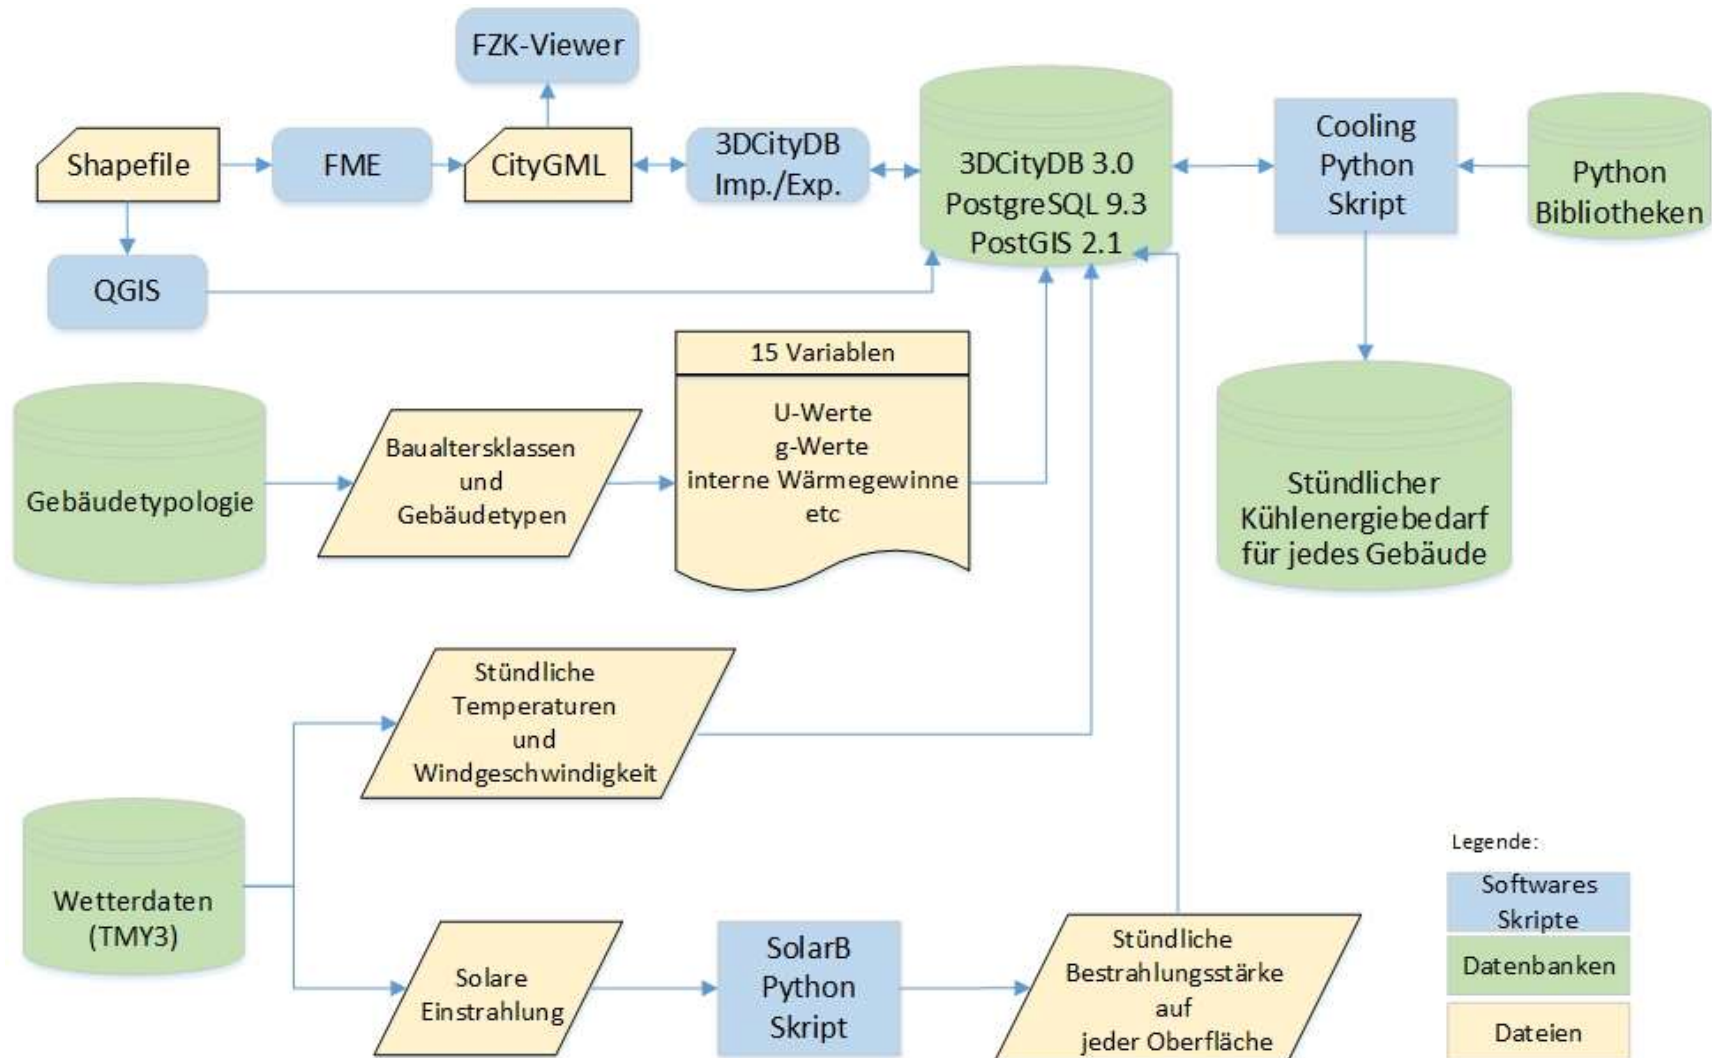 FZK-Viewer
Shapefile
FME
CityGML
3DCityDB
Imp./Exp.
3DCityDB 3.0
PostgreSQL 9.3
PostGIS 2.1
Cooling
Python
Skript
Python
Bibliotheken
QGIS
Gebäudetypologie
Baualtersklassen
und
Gebäudetypen
15 Variablen
U-Werte
g-Werte
interne Wärmegewinne
etc
Stündlicher
Kühlenergiebedarf
für jedes Gebäude
Stündliche
Temperaturen
und
Windgeschwindigkeit
Wetterdaten
(TMY3)
Solare
Einstrahlung
SolarB
Python
Skript
Stündliche
Bestrahlungsstärke
auf
jeder Oberfläche
Legende:
Softwares
Skripte
Datenbanken
Dateien